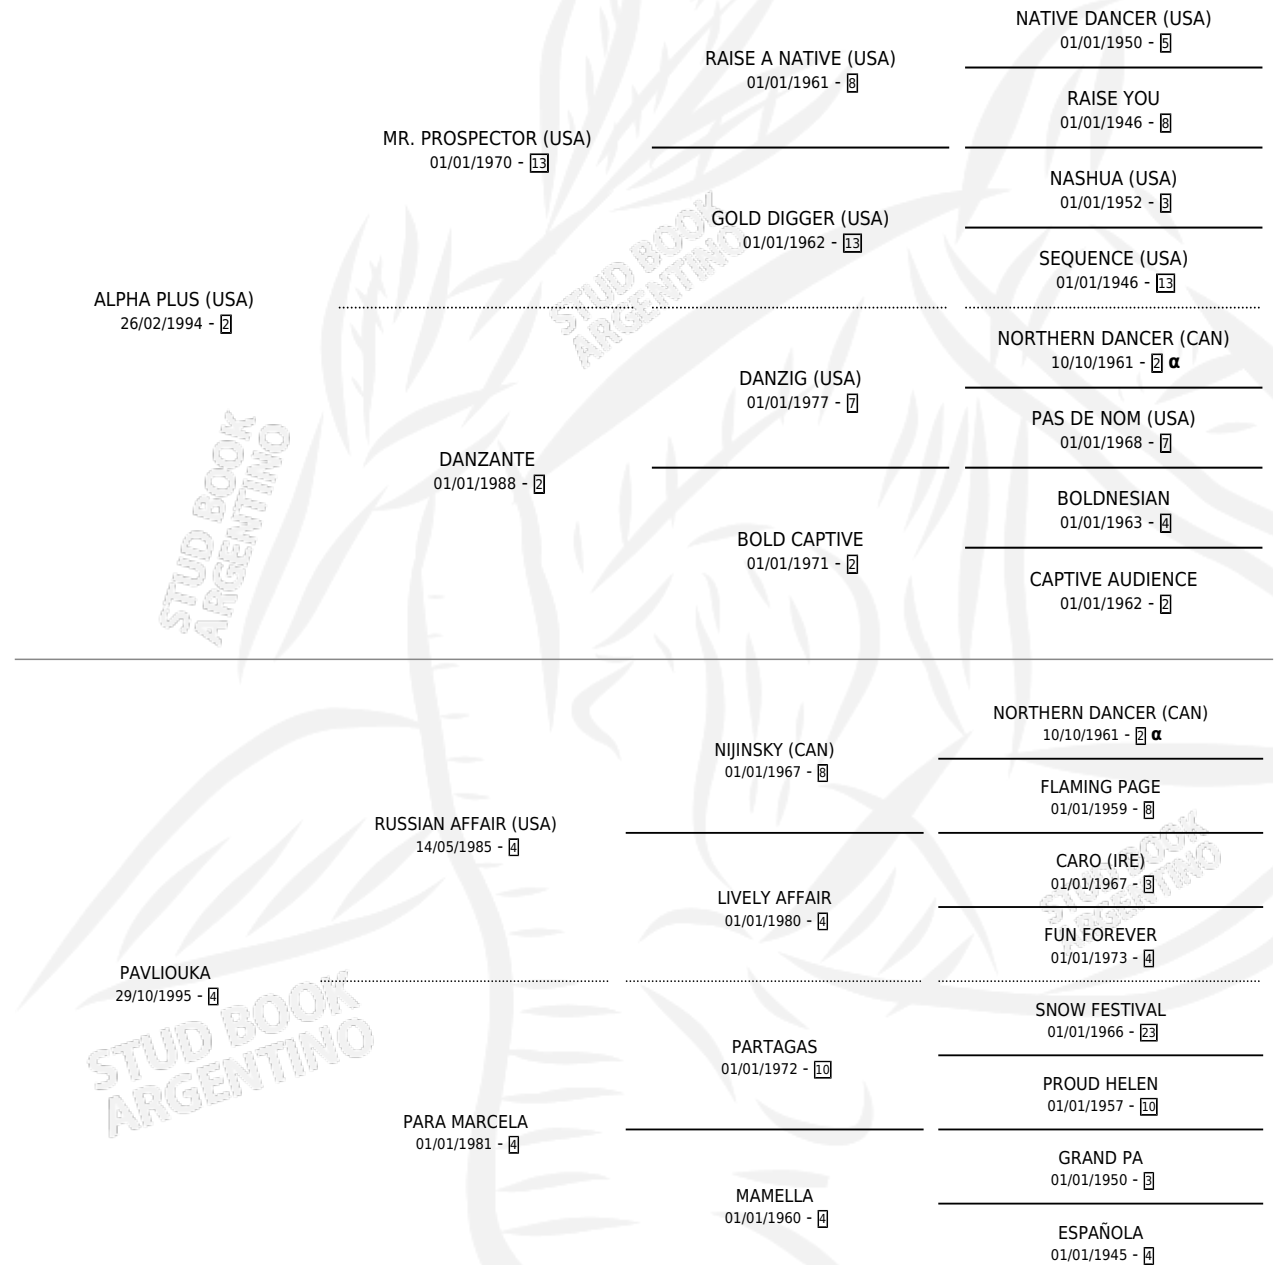 NATIVE DANCER (USA)
01/01/1950 - 5
RAISE A NATIVE (USA)
01/01/1961 - 8
RAISE YOU
01/01/1946 - 8
MR. PROSPECTOR (USA)
01/01/1970 - 13
NASHUA (USA)
01/01/1952 - 3
GOLD DIGGER (USA)
01/01/1962 - 13
SEQUENCE (USA)
01/01/1946 - 13
ALPHA PLUS (USA)
26/02/1994 - 2
NORTHERN DANCER (CAN)
10/10/1961 - 2 α
DANZIG (USA)
01/01/1977 - 7
PAS DE NOM (USA)
01/01/1968 - 7
DANZANTE
01/01/1988 - 2
BOLDNESIAN
01/01/1963 - 4
BOLD CAPTIVE
01/01/1971 - 2
CAPTIVE AUDIENCE
01/01/1962 - 2
NORTHERN DANCER (CAN)
10/10/1961 - 2 α
NIJINSKY (CAN)
01/01/1967 - 8
FLAMING PAGE
01/01/1959 - 8
RUSSIAN AFFAIR (USA)
14/05/1985 - 4
CARO (IRE)
01/01/1967 - 3
LIVELY AFFAIR
01/01/1980 - 4
FUN FOREVER
01/01/1973 - 4
PAVLIOUKA
29/10/1995 - 4
SNOW FESTIVAL
01/01/1966 - 23
PARTAGAS
01/01/1972 - 10
PROUD HELEN
01/01/1957 - 10
PARA MARCELA
01/01/1981 - 4
GRAND PA
01/01/1950 - 3
MAMELLA
01/01/1960 - 4
ESPAÑOLA
01/01/1945 - 4
STUD BOOK
ARGENTINO
STUD BOOK
ARGENTINO
STUD BOOK
ARGENTINO
STUD BOOK
ARGENTINO